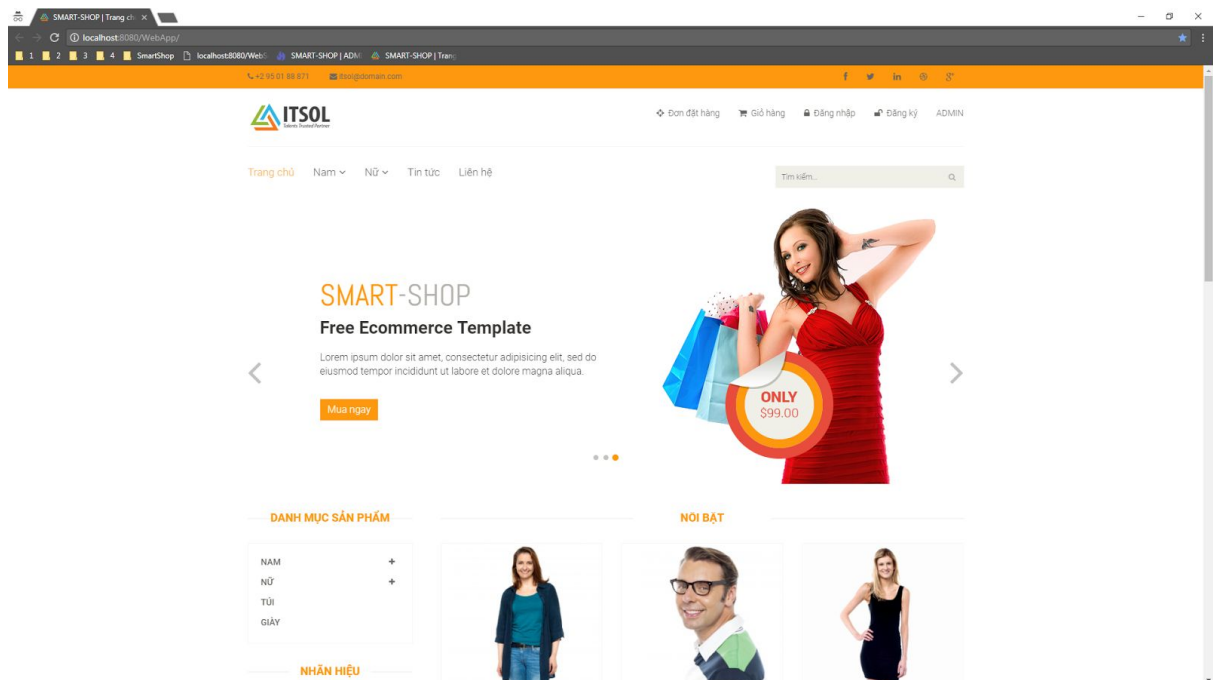 SMART-SHOP | Trang ch
localhost:8080/WebApp/
1 2 3 4 SmartShop localhost:8080/WebS SMART-SHOP | ADM SMART-SHOP | Trang
+2 95 01 88 871 itsol@domain.com
ITSOL
Talents Trusted Partner
Đơn đặt hàng Giỏ hàng Đăng nhập Đăng ký ADMIN
Trang chủ Nam Nữ Tin tức Liên hệ
Tìm kiếm...
SMART-SHOP
Free Ecommerce Template
Lorem ipsum dolor sit amet, consectetur adipisicing elit, sed do
eiusmod tempor incididunt ut labore et dolore magna aliqua.
Mua ngay
ONLY
$99.00
DANH MỤC SẢN PHẨM
NAM
NỮ
TÚI
GIÀY
NHÃN HIỆU
NỔI BẬT